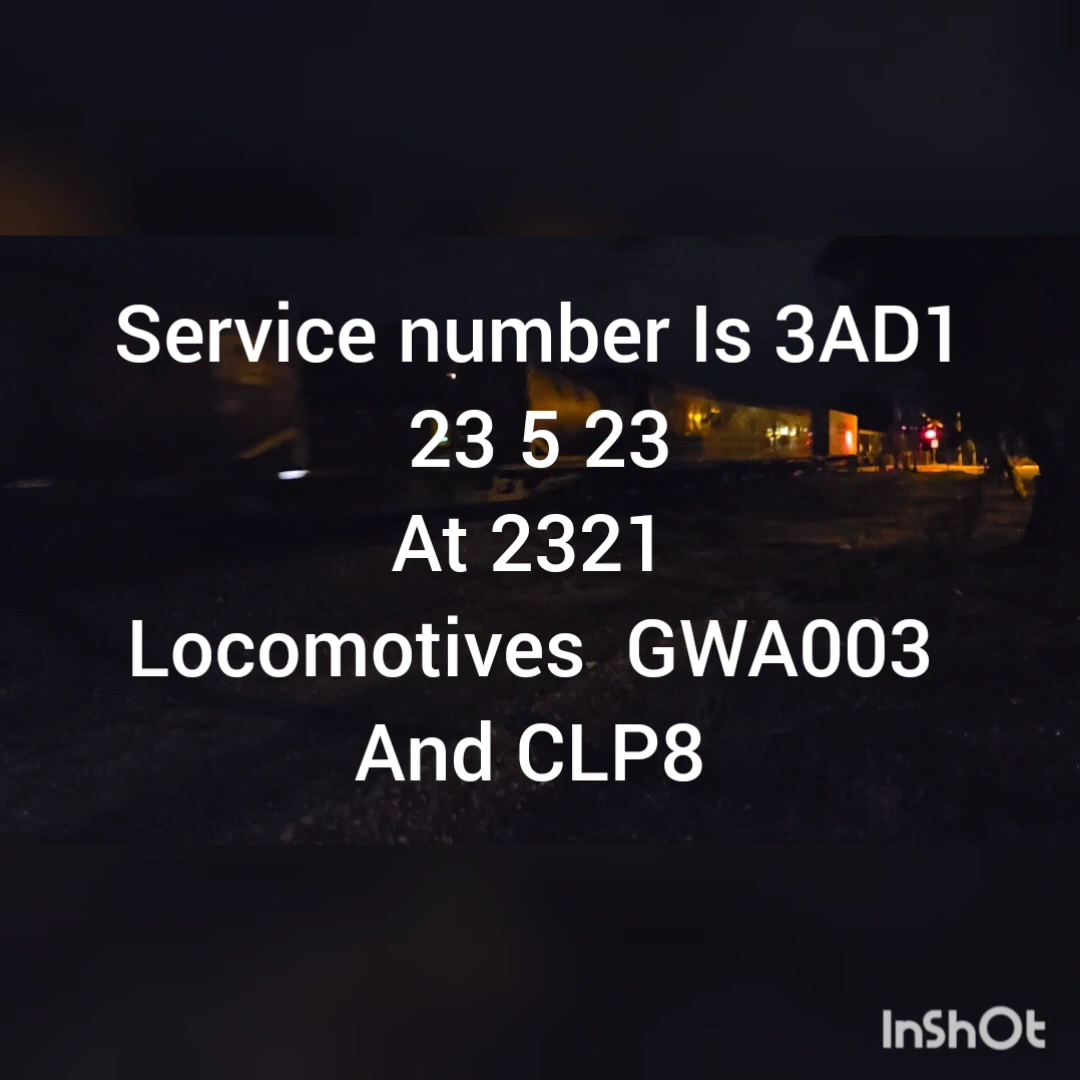 Service number Is 3AD1
23 5 23
At 2321
Locomotives  GWA003
And CLP8
InShOt